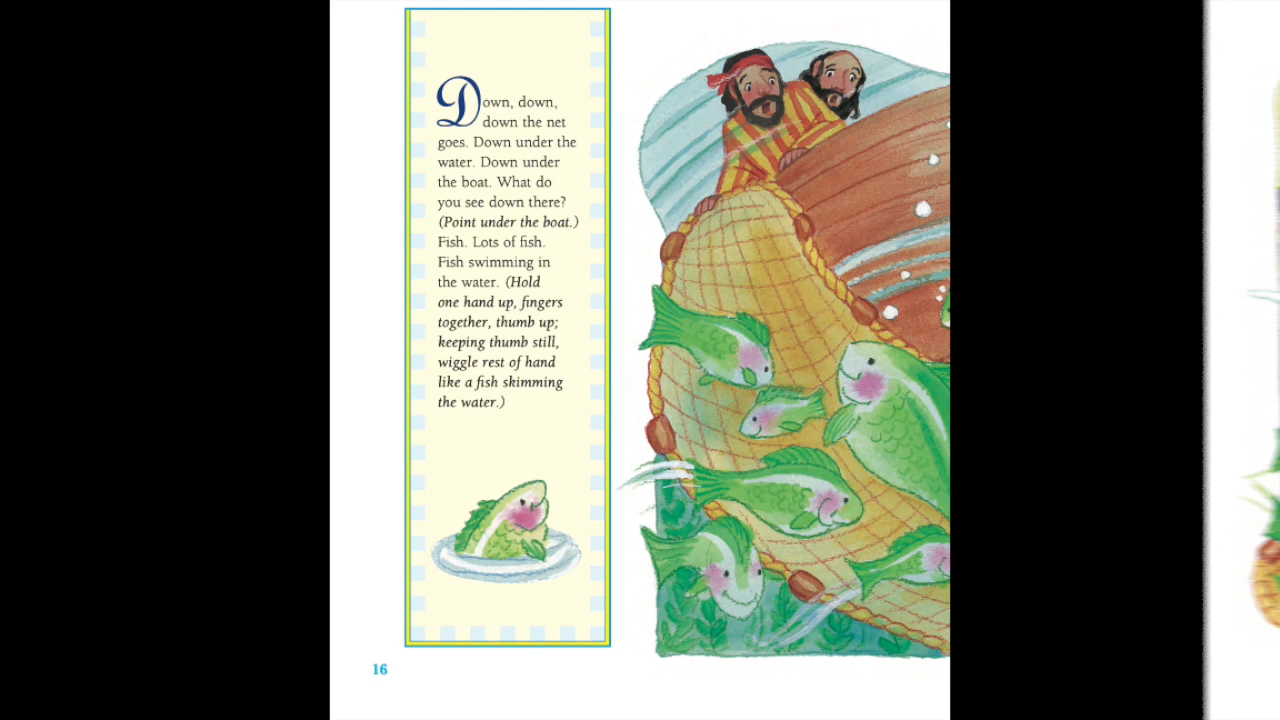 Down, down,
down the net
goes. Down under the
water. Down under
the boat. What do
you see down there?
(Point under the boat.)
Fish. Lots of fish.
Fish swimming in
the water. (Hold
one hand up, fingers
together, thumb up;
keeping thumb still,
wiggle rest of hand
like a fish skimming
the water.)
16